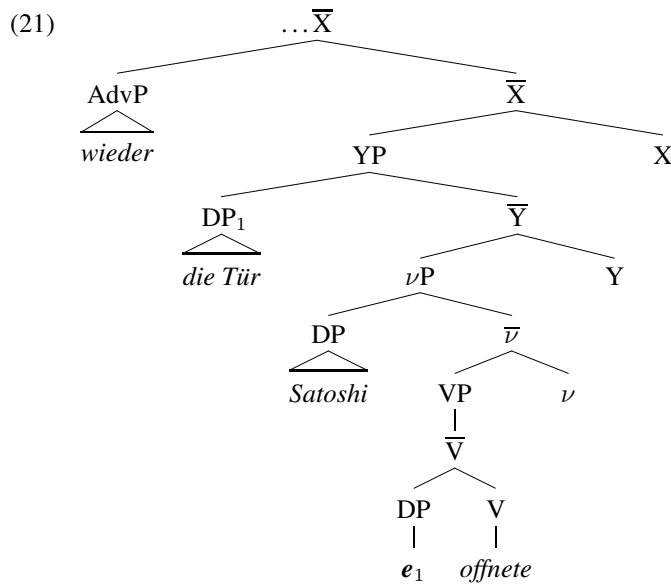 (21) … X̅
AdvP X̅
wieder YP X
DP₁ Y̅
die Tür νP Y
DP ν̅
Satoshi VP ν
V̅
DP V
e₁ offnete